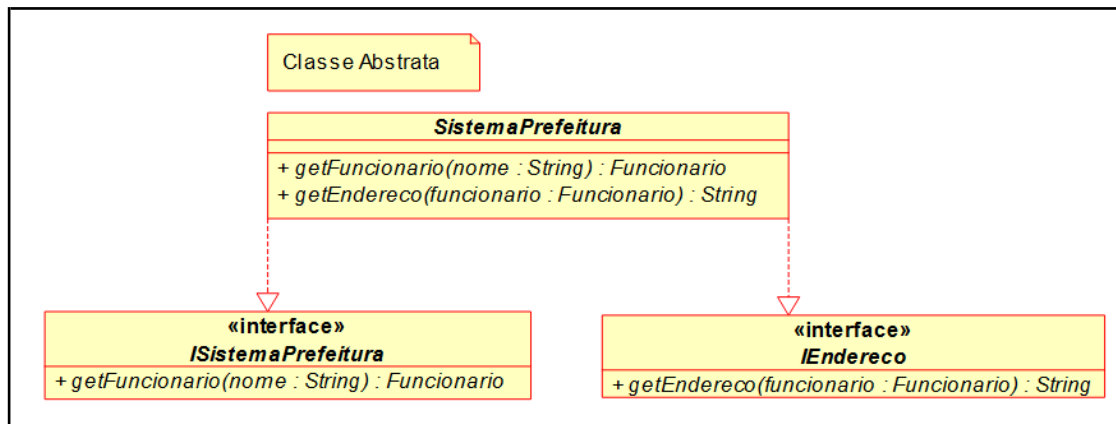 Classe Abstrata
SistemaPrefeitura
+ getFuncionario(nome : String) : Funcionario
+ getEndereco(funcionario : Funcionario) : String
«interface»
ISistemaPrefeitura
+ getFuncionario(nome : String) : Funcionario
«interface»
IEndereco
+ getEndereco(funcionario : Funcionario) : String